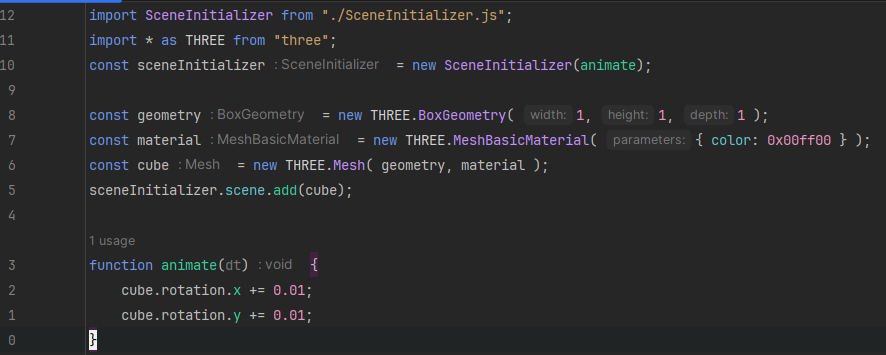 12 import SceneInitializer from "./SceneInitializer.js";
11 import * as THREE from "three";
10 const sceneInitializer : SceneInitializer = new SceneInitializer(animate);
9
8 const geometry : BoxGeometry = new THREE.BoxGeometry( width: 1, height: 1, depth: 1 );
7 const material : MeshBasicMaterial = new THREE.MeshBasicMaterial( parameters: { color: 0x00ff00 } );
6 const cube : Mesh = new THREE.Mesh( geometry, material );
5 sceneInitializer.scene.add(cube);
4
1 usage
3 function animate(dt) : void {
2 cube.rotation.x += 0.01;
1 cube.rotation.y += 0.01;
0 }